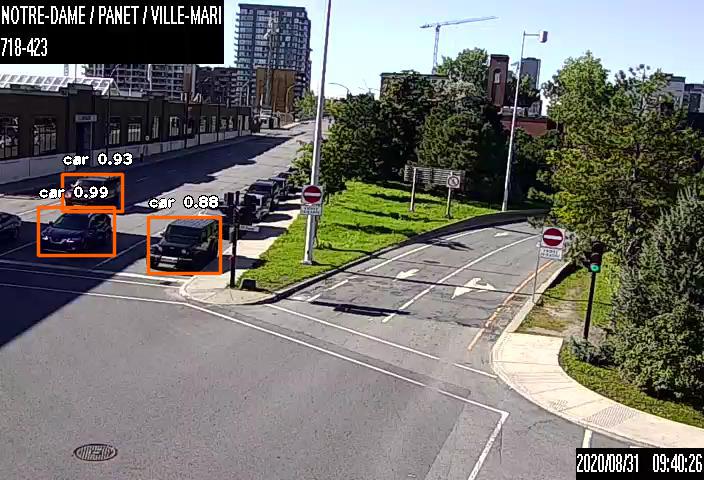 NOTRE-DAME / PANET / VILLE-MARI
718-423
car 0.93
car 0.99
car 0.88
2020/08/31 09:40:26